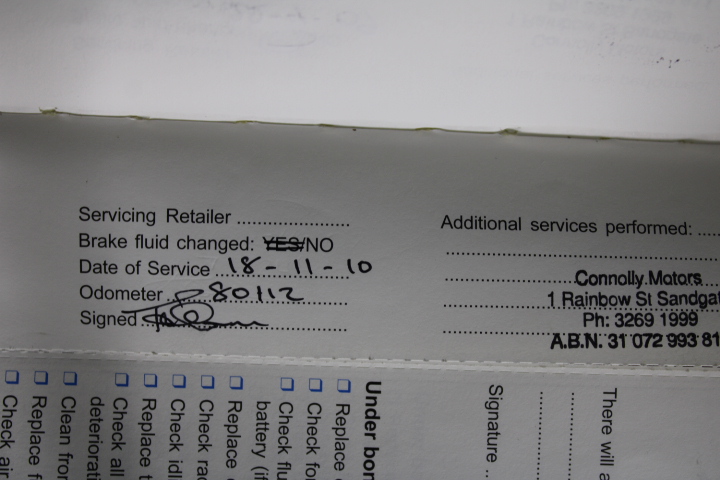 Servicing Retailer
Brake fluid changed: YES/NO
Date of Service 18-11-10
Odometer 80112
Signed
Additional services performed:
Connolly Motors
1 Rainbow St Sandgat
Ph: 3269 1999
A.B.N. 31 072 993 81
There will a
Signature
Under bon
Replace
Check fo
Check flu
battery (if
Replace
Check rad
Check idl
Replace t
Check all
deteriorati
Clean fron
Replace f
Check air